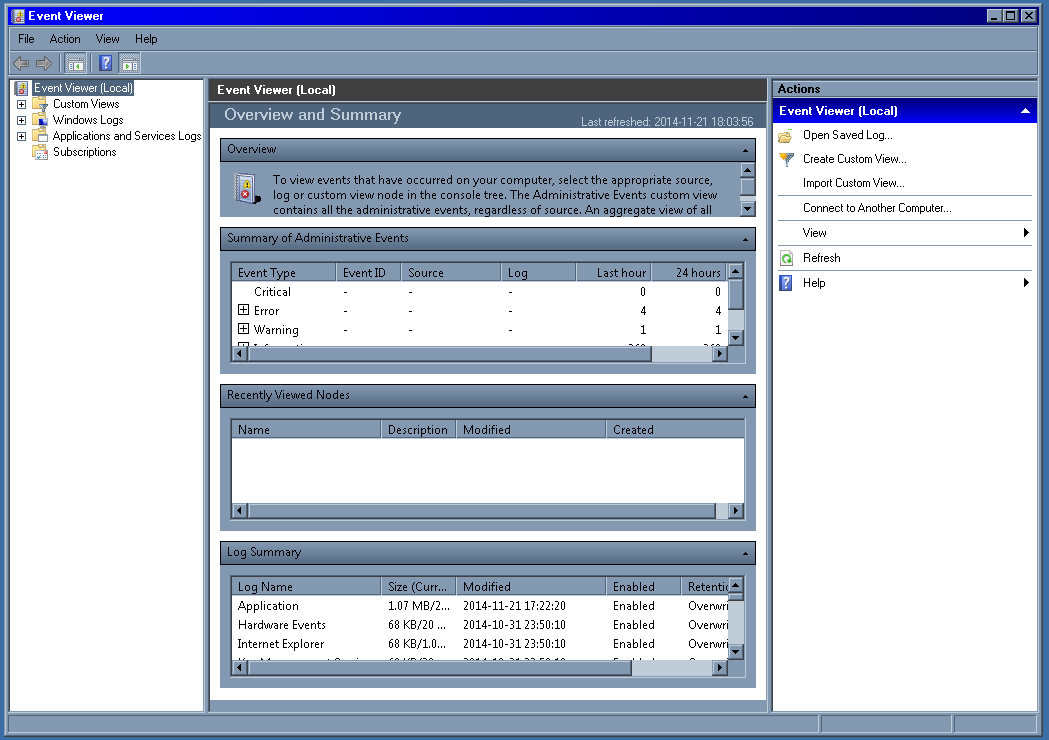 Event Viewer
File Action View Help
Event Viewer (Local)
Custom Views
Windows Logs
Applications and Services Logs
Subscriptions
Event Viewer (Local)
Overview and Summary
Last refreshed: 2014-11-21 18:03:56
Overview
To view events that have occurred on your computer, select the appropriate source,
log or custom view node in the console tree. The Administrative Events custom view
contains all the administrative events, regardless of source. An aggregate view of all
Summary of Administrative Events
Event Type Event ID Source Log Last hour 24 hours
Critical - - - 0 0
Error - - - 4 4
Warning - - - 1 1
Recently Viewed Nodes
Name Description Modified Created
Log Summary
Log Name Size (Curr... Modified Enabled Retentic
Application 1.07 MB/2... 2014-11-21 17:22:20 Enabled Overwri
Hardware Events 68 KB/20 ... 2014-10-31 23:50:10 Enabled Overwri
Internet Explorer 68 KB/1.0... 2014-10-31 23:50:10 Enabled Overwri
Actions
Event Viewer (Local)
Open Saved Log...
Create Custom View...
Import Custom View...
Connect to Another Computer...
View
Refresh
Help